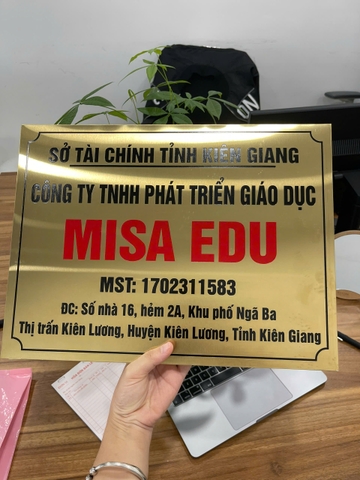 SỞ TÀI CHÍNH TỈNH KIÊN GIANG
CÔNG TY TNHH PHÁT TRIỂN GIÁO DỤC
MISA EDU
MST: 1702311583
ĐC: Số nhà 16, hẻm 2A, Khu phố Ngã Ba
Thị trấn Kiên Lương, Huyện Kiên Lương, Tỉnh Kiên Giang